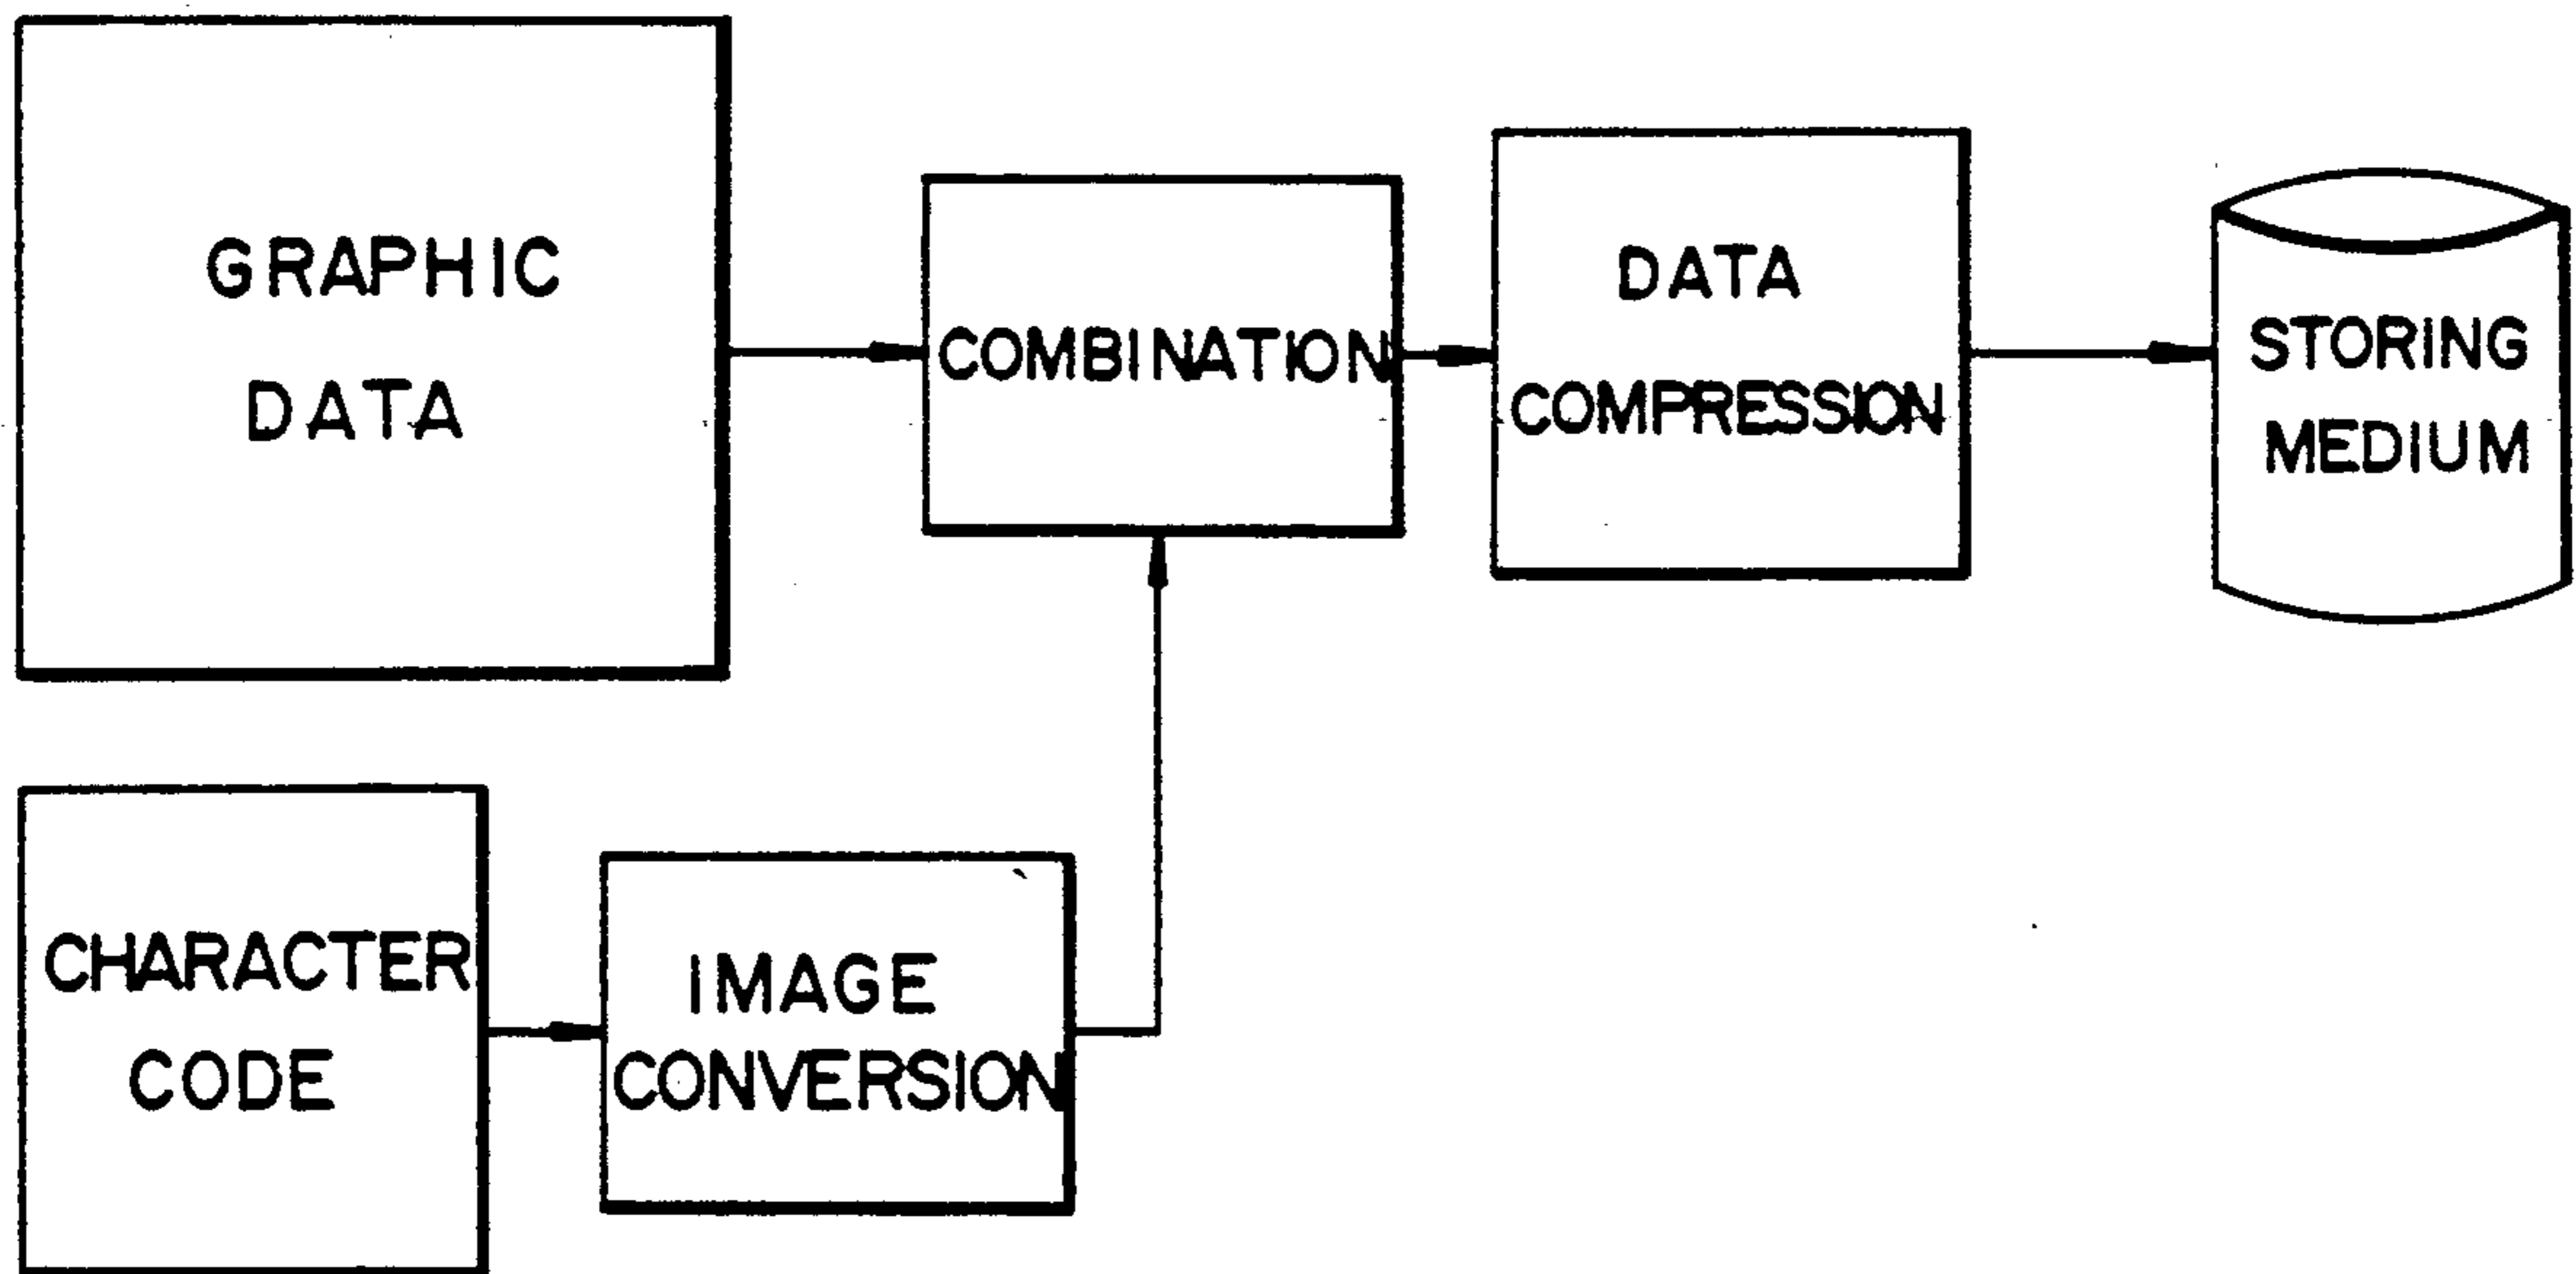 GRAPHIC
DATA
COMBINATION
DATA
COMPRESSION
STORING
MEDIUM
CHARACTER
CODE
IMAGE
CONVERSION